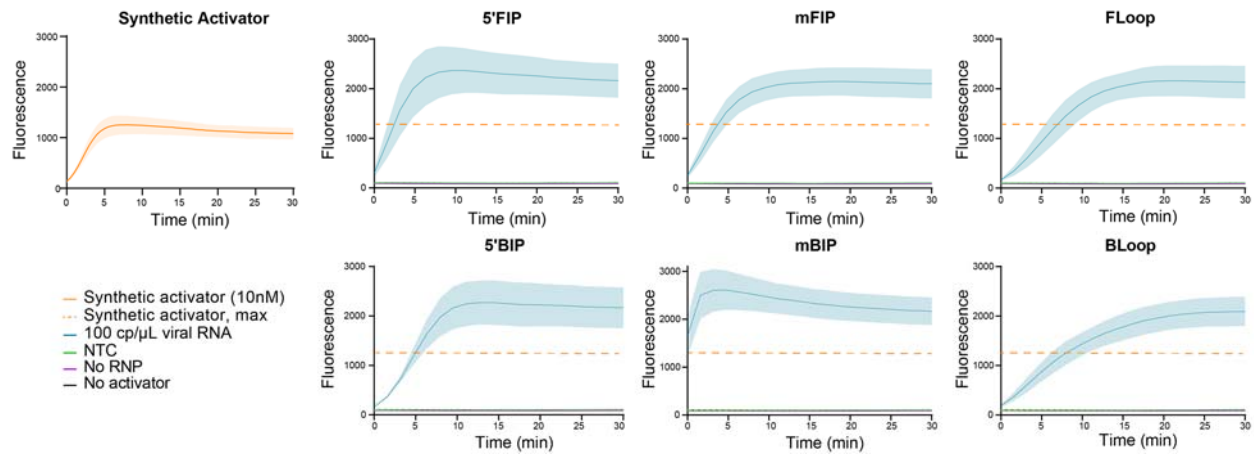 Synthetic Activator
3000
2000
1000
0
Fluorescence
0 5 10 15 20 25 30
Time (min)
5'FIP
3000
2000
1000
0
Fluorescence
0 5 10 15 20 25 30
Time (min)
mFIP
3000
2000
1000
0
Fluorescence
0 5 10 15 20 25 30
Time (min)
FLoop
3000
2000
1000
0
Fluorescence
0 5 10 15 20 25 30
Time (min)
Synthetic activator (10nM)
Synthetic activator, max
100 cp/µL viral RNA
NTC
No RNP
No activator
5'BIP
3000
2000
1000
0
Fluorescence
0 5 10 15 20 25 30
Time (min)
mBIP
3000
2000
1000
0
Fluorescence
0 5 10 15 20 25 30
Time (min)
BLoop
3000
2000
1000
0
Fluorescence
0 5 10 15 20 25 30
Time (min)